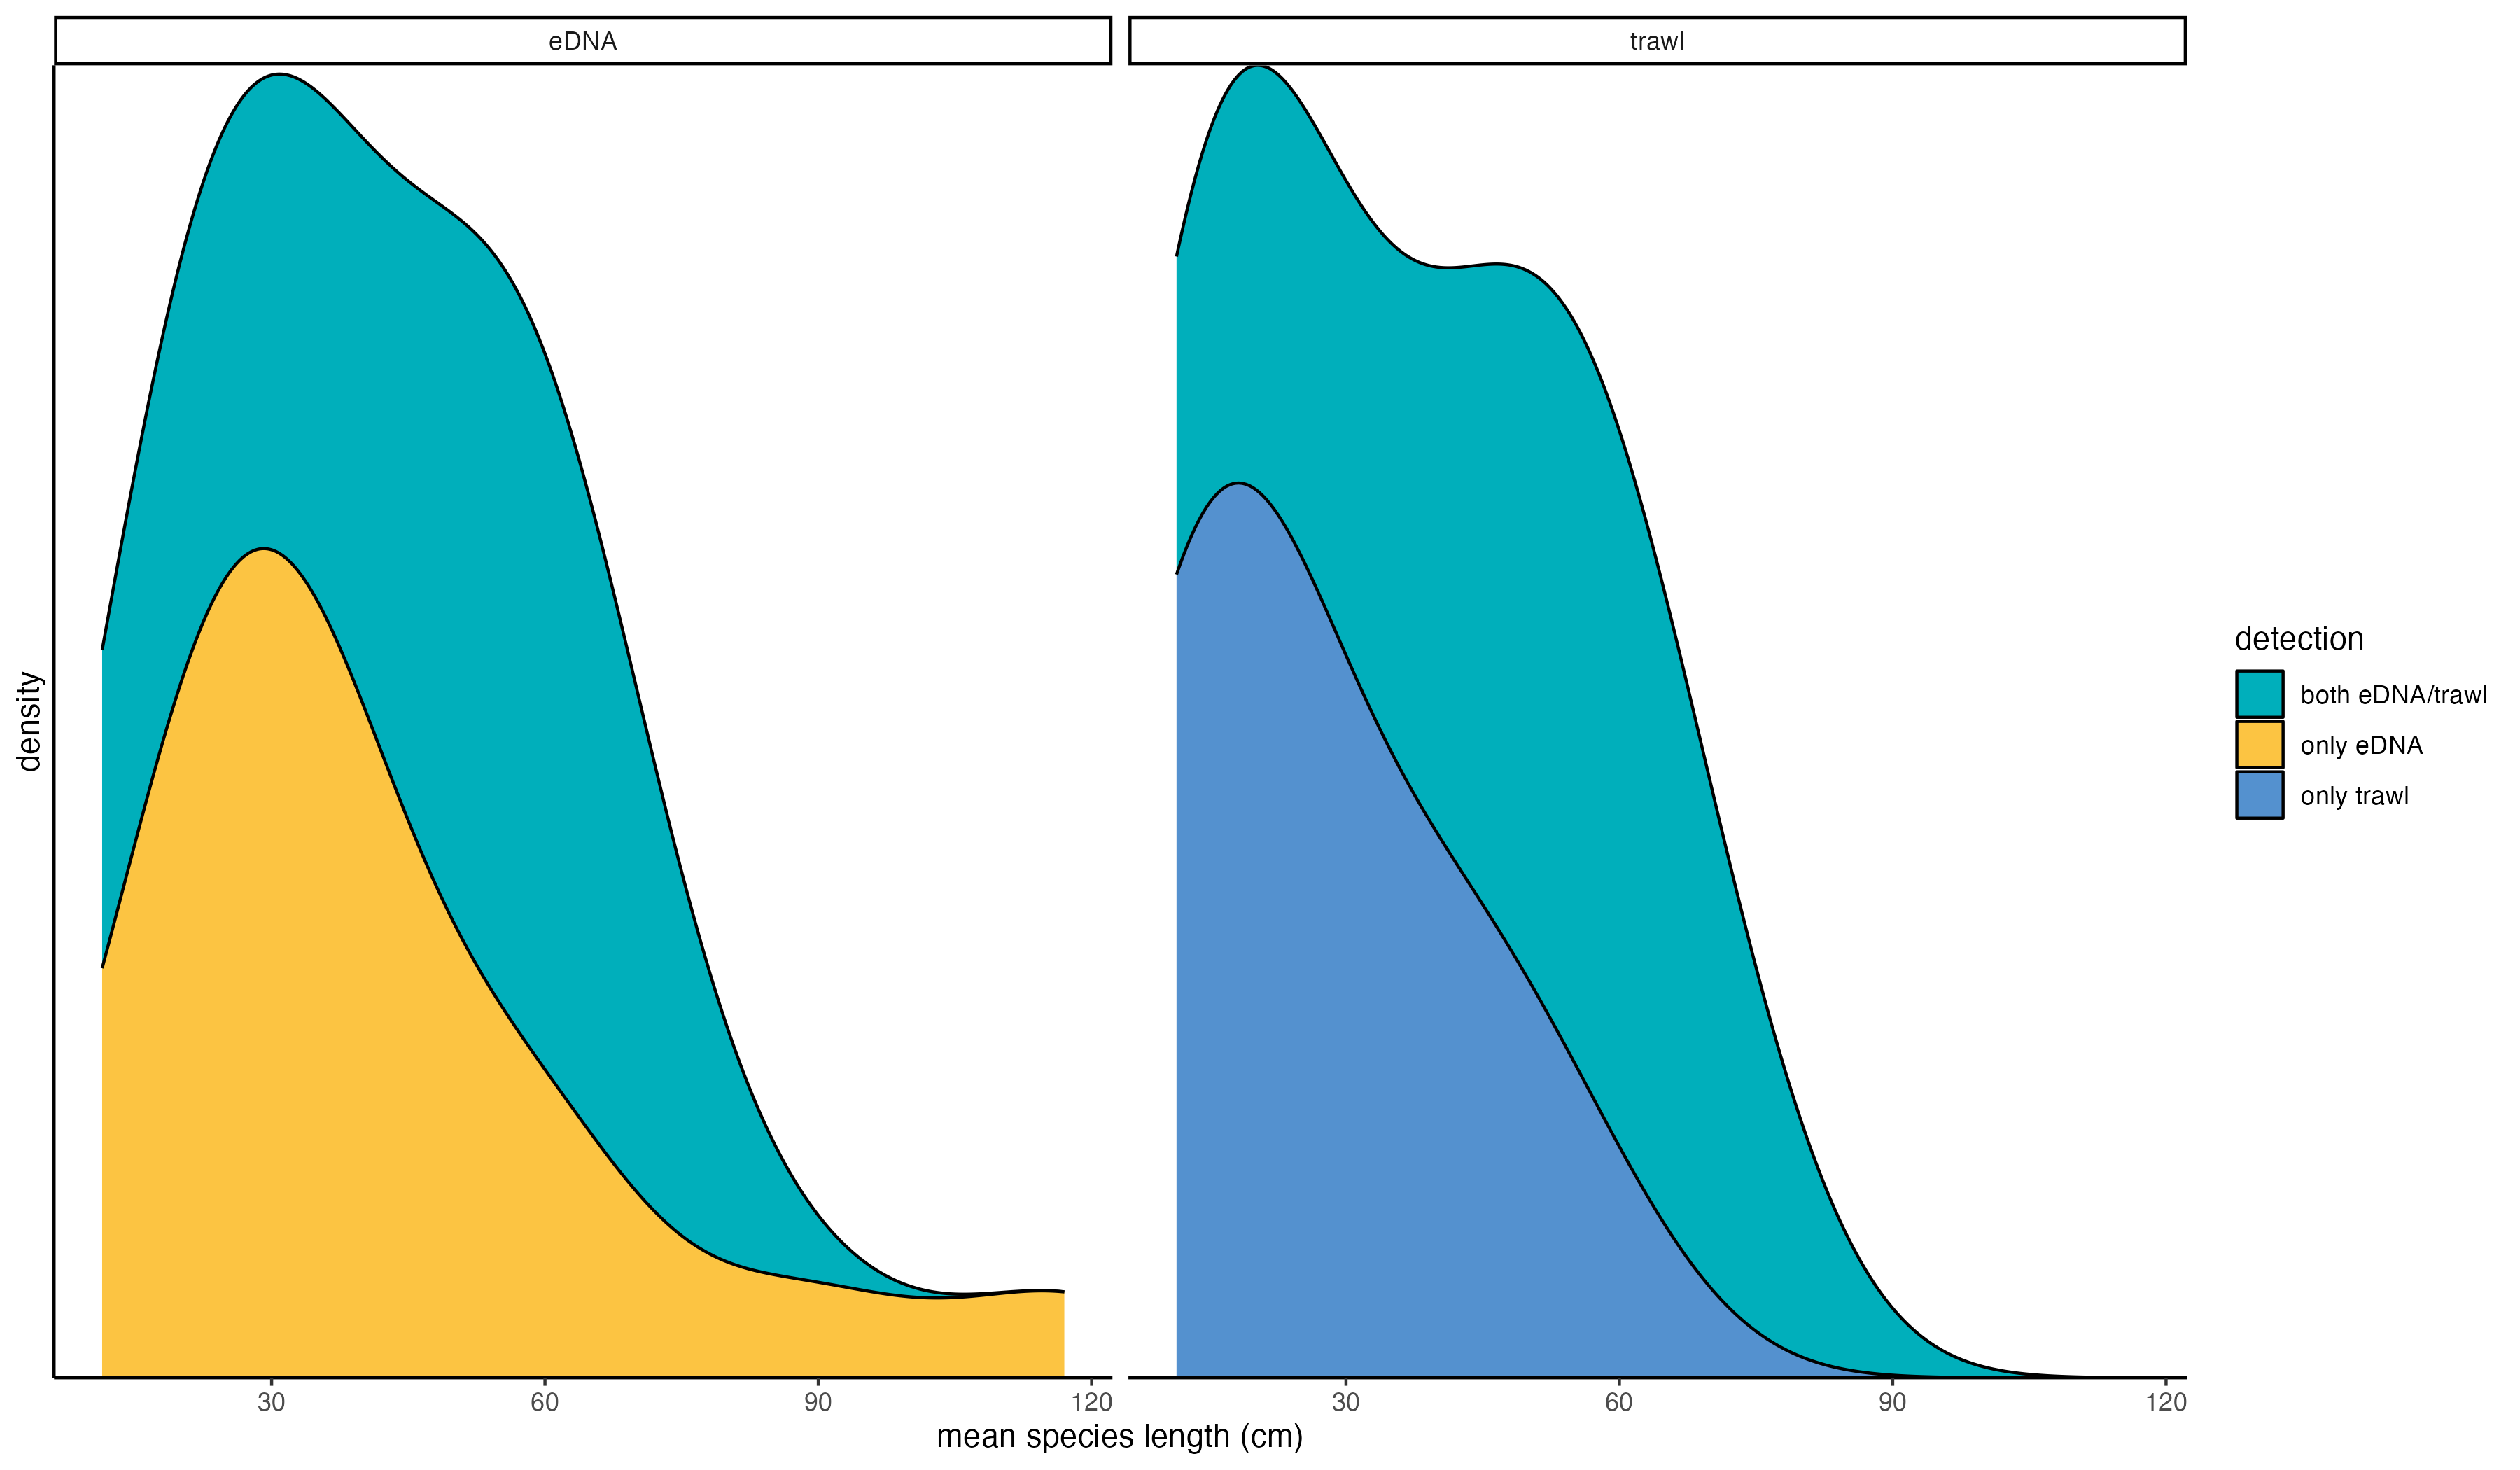 eDNA
trawl
density
30
60
90
120
30
60
90
120
mean species length (cm)
detection
both eDNA/trawl
only eDNA
only trawl